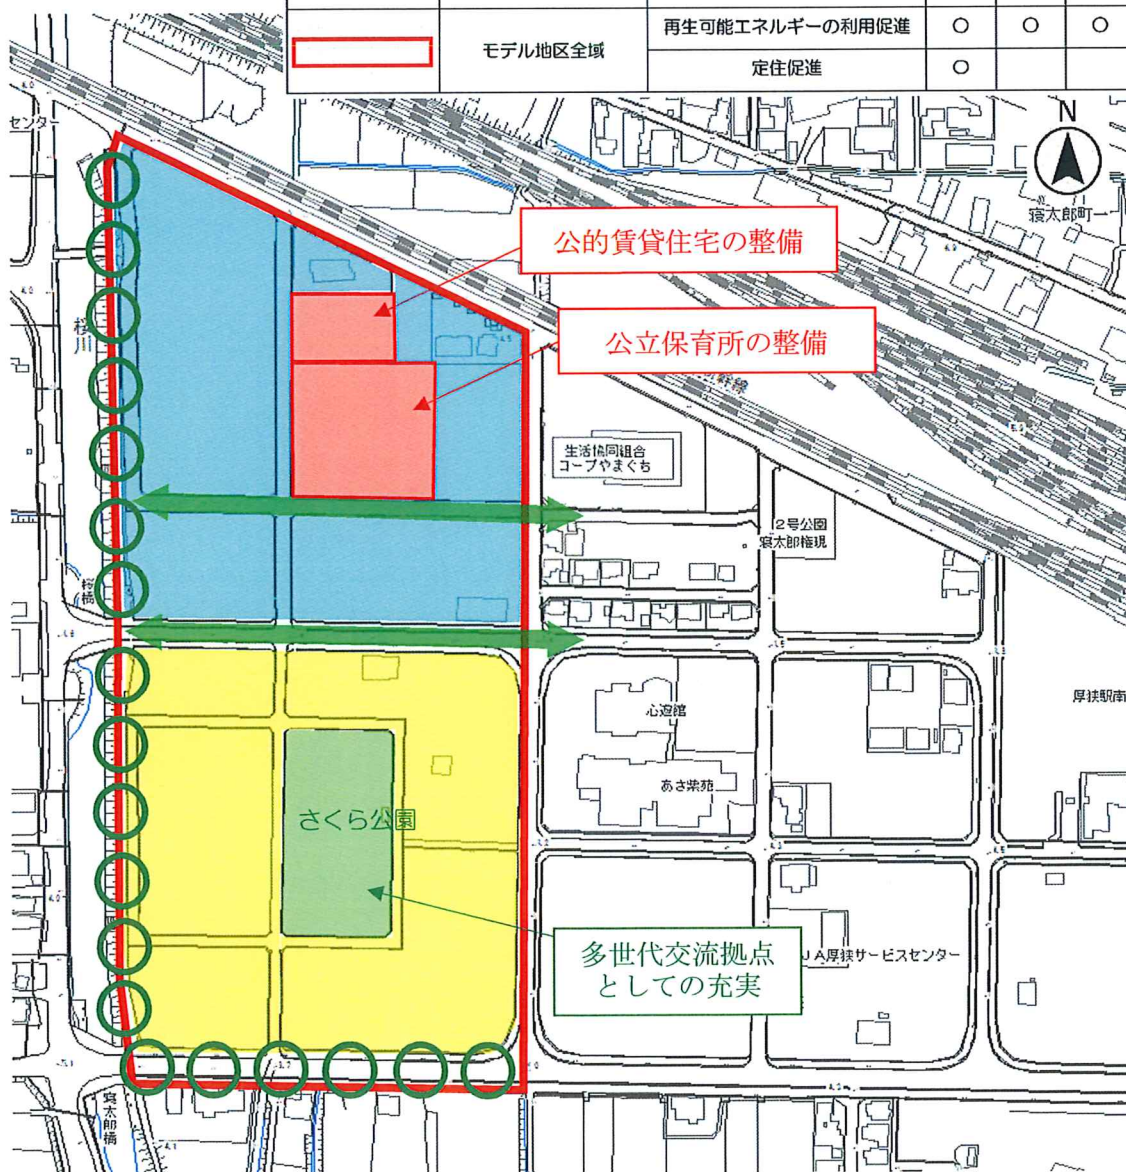 再生可能エネルギーの利用促進 ○ ○ ○
モデル地区全域
定住促進 ○
センター
N
寝太郎町一
公的賃貸住宅の整備
桜川
公立保育所の整備
幹線
生活協同組合
コープやまぐち
2号公園
寝太郎権現
桜橋
心遊館
厚狭駅南
あさ紫苑
さくら公園
多世代交流拠点
としての充実
JA厚狭サービスセンター
寝太郎橋